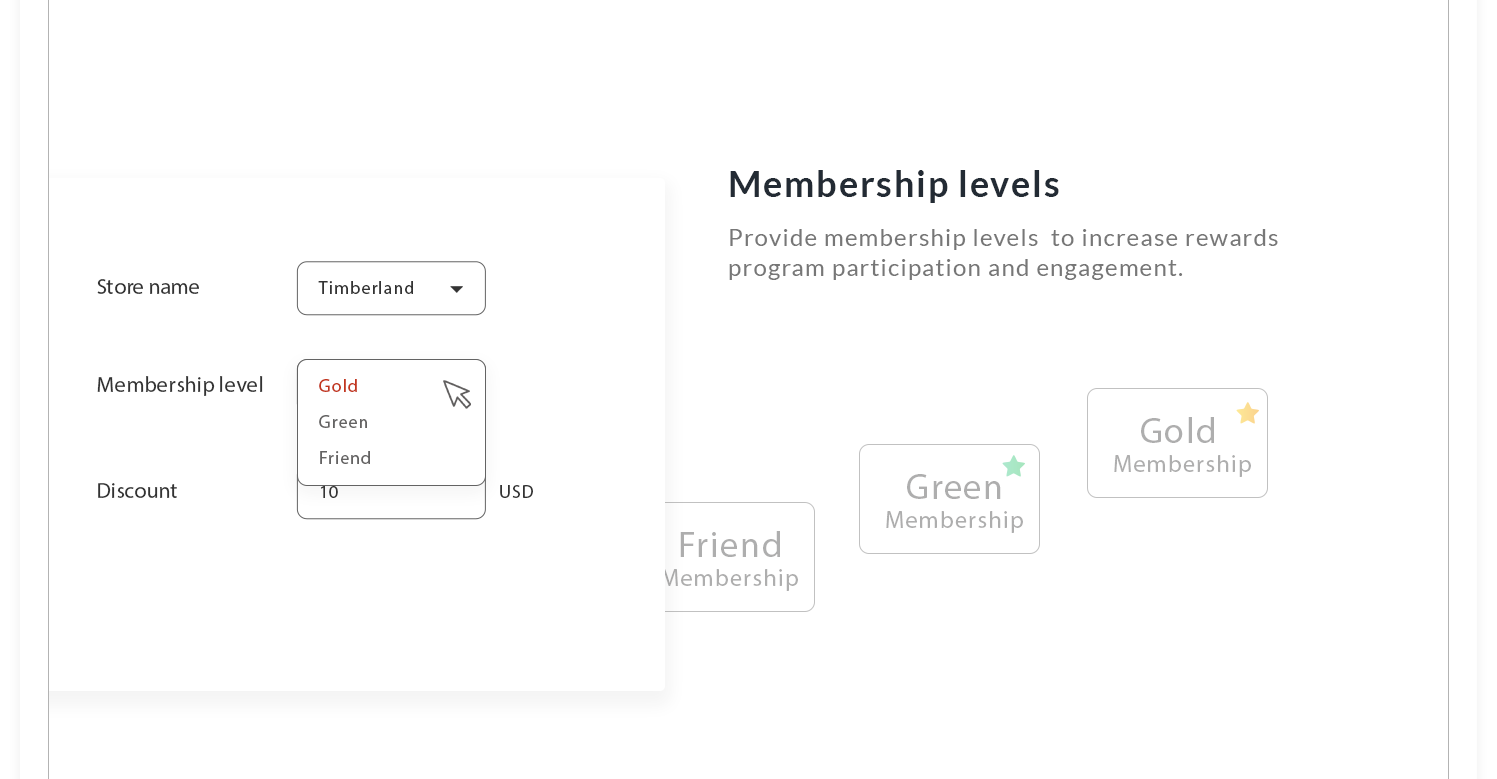 Membership levels
Provide membership levels to increase rewards
program participation and engagement.
Store name
Timberland
Membership level
Gold
Green
Friend
Discount
10
USD
Gold
Membership
Green
Membership
Friend
Membership